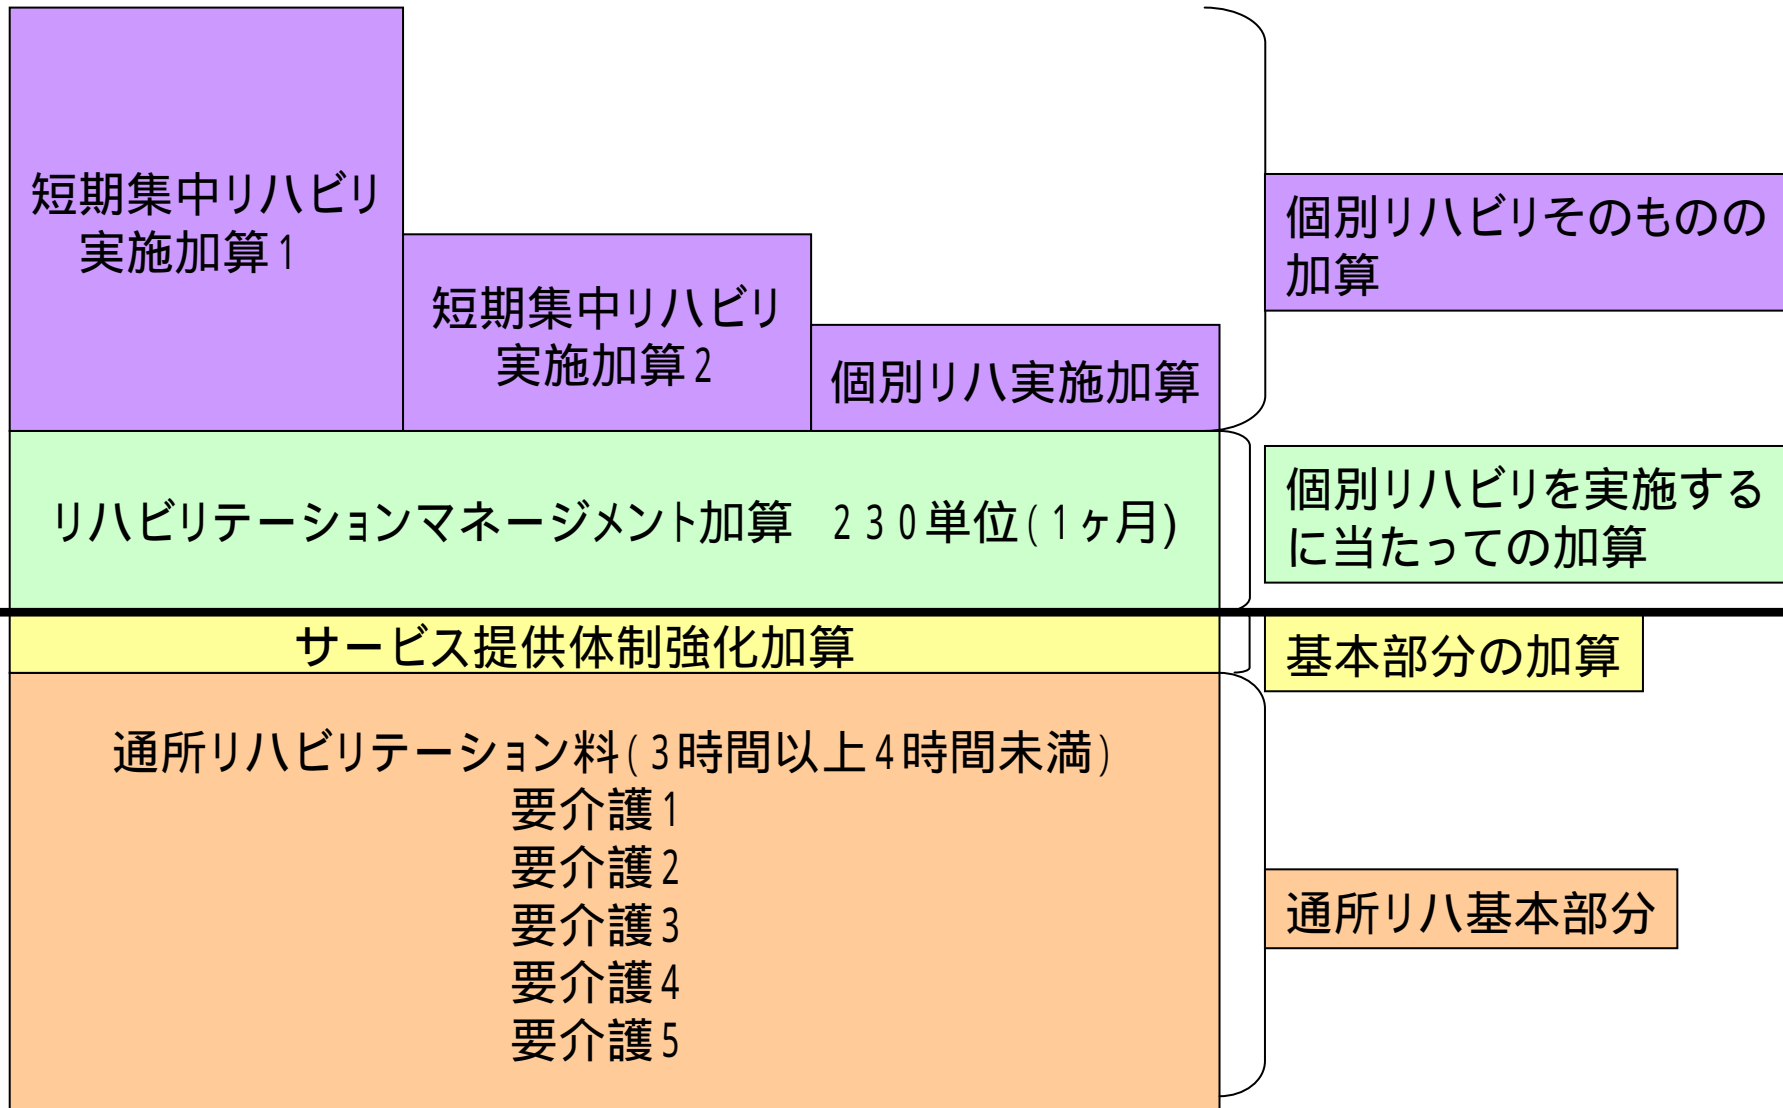 短期集中リハビリ
実施加算1
短期集中リハビリ
実施加算2
個別リハ実施加算
個別リハビリそのものの
加算
リハビリテーションマネージメント加算　230単位(1ヶ月)
個別リハビリを実施する
に当たっての加算
サービス提供体制強化加算
基本部分の加算
通所リハビリテーション料(3時間以上4時間未満)
要介護1
要介護2
要介護3
要介護4
要介護5
通所リハ基本部分